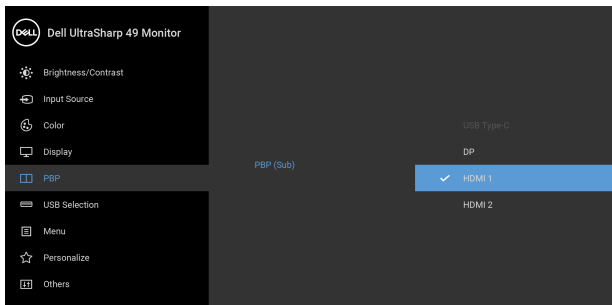 DELL Dell UltraSharp 49 Monitor
Brightness/Contrast
Input Source
Color
Display
PBP
USB Selection
Menu
Personalize
Others
PBP (Sub)
USB Type-C
DP
HDMI 1
HDMI 2